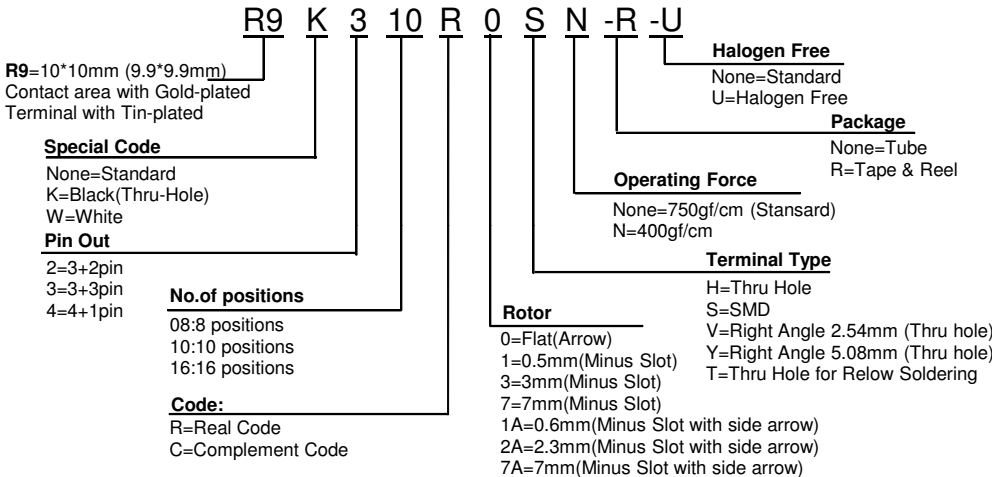 R9 K 3 10 R 0 S N -R -U
R9=10*10mm (9.9*9.9mm)
Contact area with Gold-plated
Terminal with Tin-plated
Special Code
None=Standard
K=Black(Thru-Hole)
W=White
Pin Out
2=3+2pin
3=3+3pin
4=4+1pin
No.of positions
08:8 positions
10:10 positions
16:16 positions
Code:
R=Real Code
C=Complement Code
Rotor
0=Flat(Arrow)
1=0.5mm(Minus Slot)
3=3mm(Minus Slot)
7=7mm(Minus Slot)
1A=0.6mm(Minus Slot with side arrow)
2A=2.3mm(Minus Slot with side arrow)
7A=7mm(Minus Slot with side arrow)
Terminal Type
H=Thru Hole
S=SMD
V=Right Angle 2.54mm (Thru hole)
Y=Right Angle 5.08mm (Thru hole)
T=Thru Hole for Relow Soldering
Operating Force
None=750gf/cm (Stansard)
N=400gf/cm
Package
None=Tube
R=Tape & Reel
Halogen Free
None=Standard
U=Halogen Free